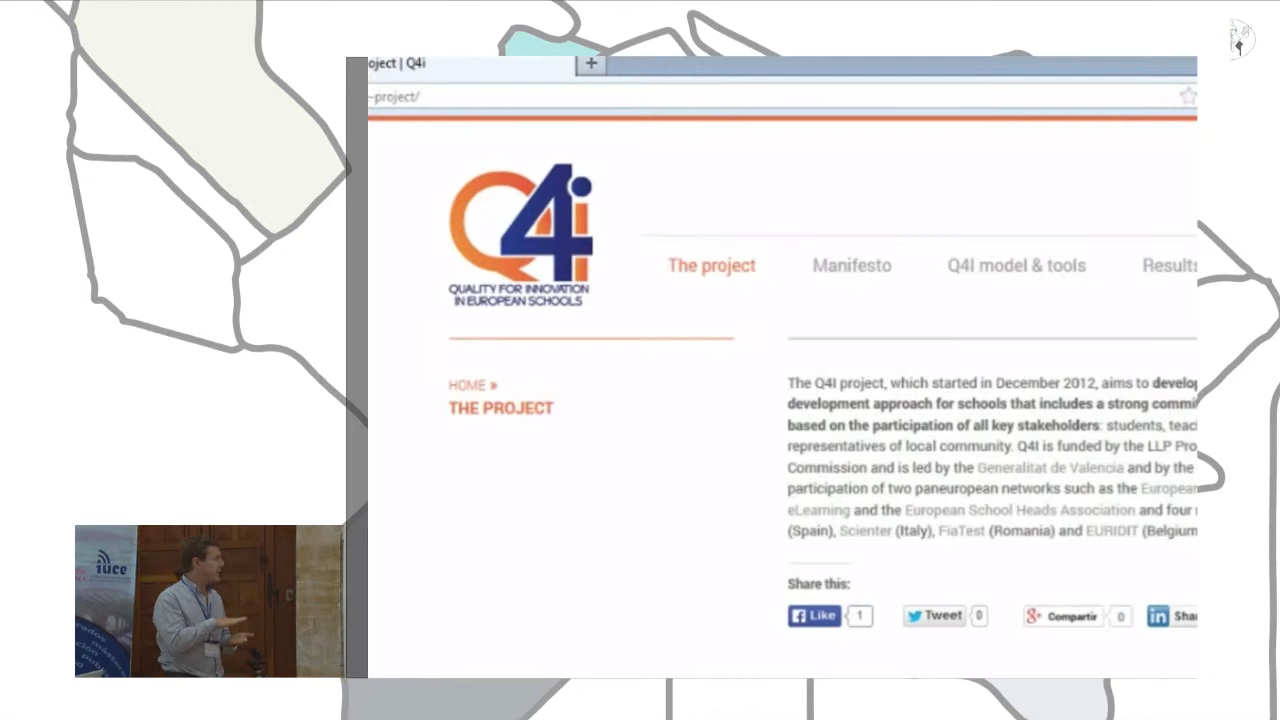 oject | Q4i
-project/
Q4i
QUALITY FOR INNOVATION
IN EUROPEAN SCHOOLS
The project
Manifesto
Q4I model & tools
Results
HOME »
THE PROJECT
The Q4I project, which started in December 2012, aims to develop
development approach for schools that includes a strong commi
based on the participation of all key stakeholders: students, teac
representatives of local community. Q4I is funded by the LLP Pro
Commission and is led by the Generalitat de Valencia and by the
participation of two paneuropean networks such as the European
eLearning and the European School Heads Association and four
(Spain), Scienter (Italy), FiaTest (Romania) and EURIDIT (Belgium
Share this:
Like 1
Tweet 0
Compartir 0
Shar
iuce